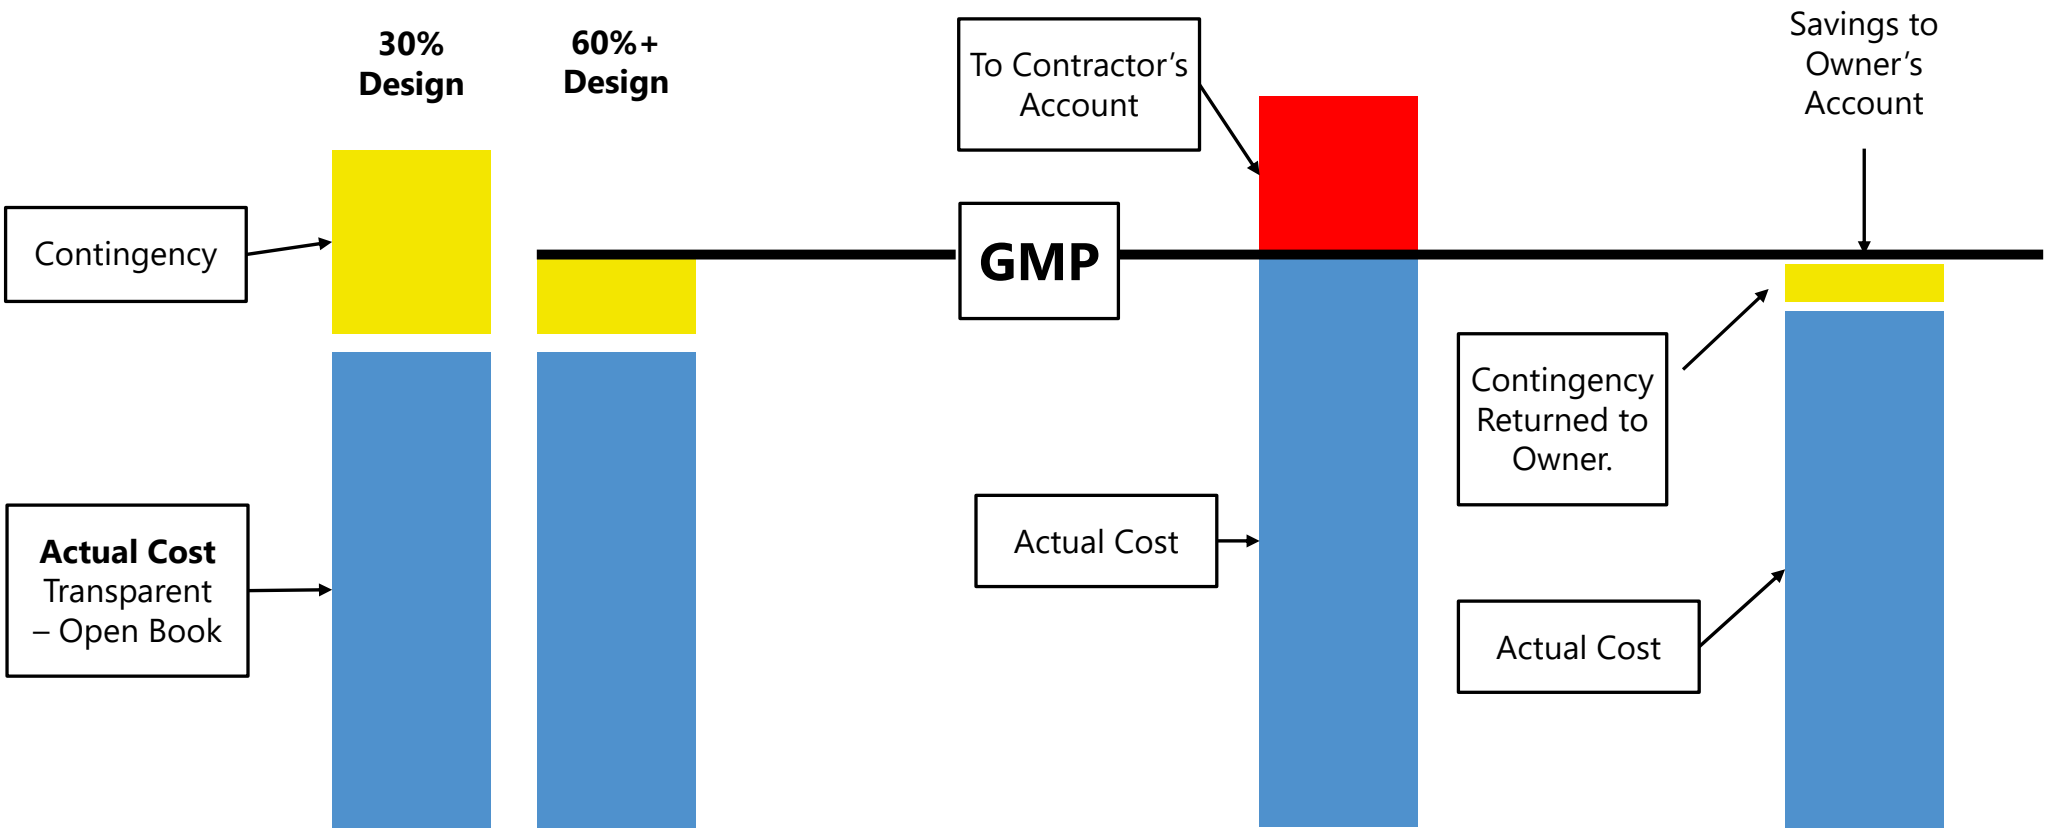 30%
Design
60%+
Design
Contingency
Actual Cost
Transparent
– Open Book
To Contractor’s
Account
GMP
Actual Cost
Savings to
Owner’s
Account
Contingency
Returned to
Owner.
Actual Cost